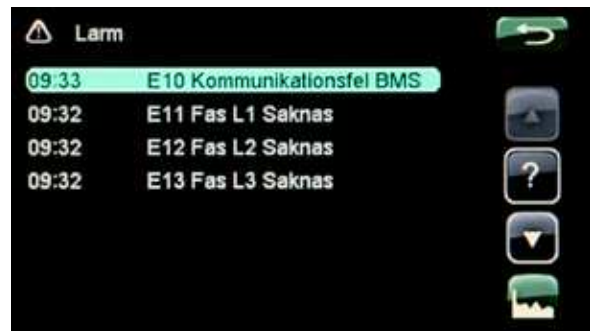 Larm
09:33 E10 Kommunikationsfel BMS
09:32 E11 Fas L1 Saknas
09:32 E12 Fas L2 Saknas
09:32 E13 Fas L3 Saknas
?